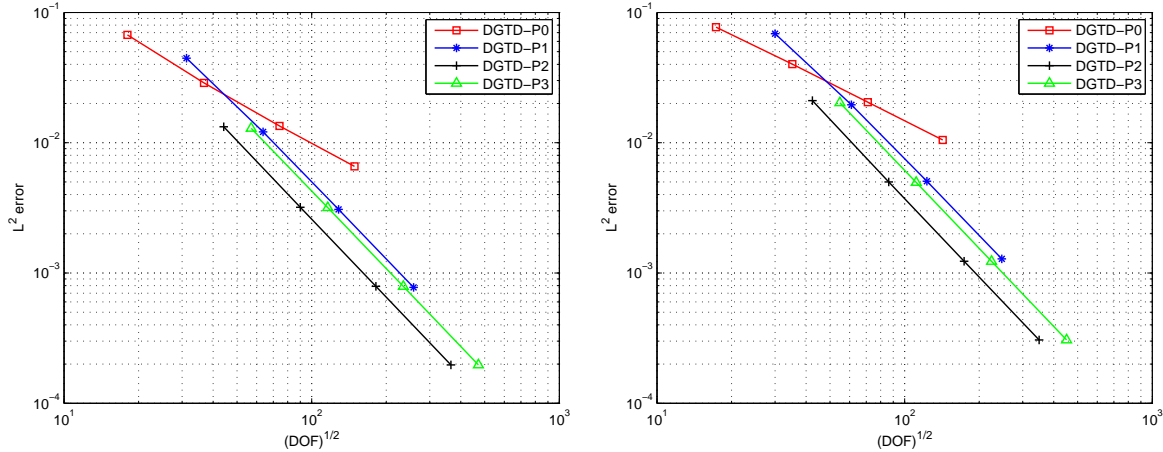 10^-1
10^-2
10^-3
10^-4
L^2 error
10^1
10^2
10^3
(DOF)^1/2
DGTD−P0
DGTD−P1
DGTD−P2
DGTD−P3
10^-1
10^-2
10^-3
10^-4
L^2 error
10^1
10^2
10^3
(DOF)^1/2
DGTD−P0
DGTD−P1
DGTD−P2
DGTD−P3